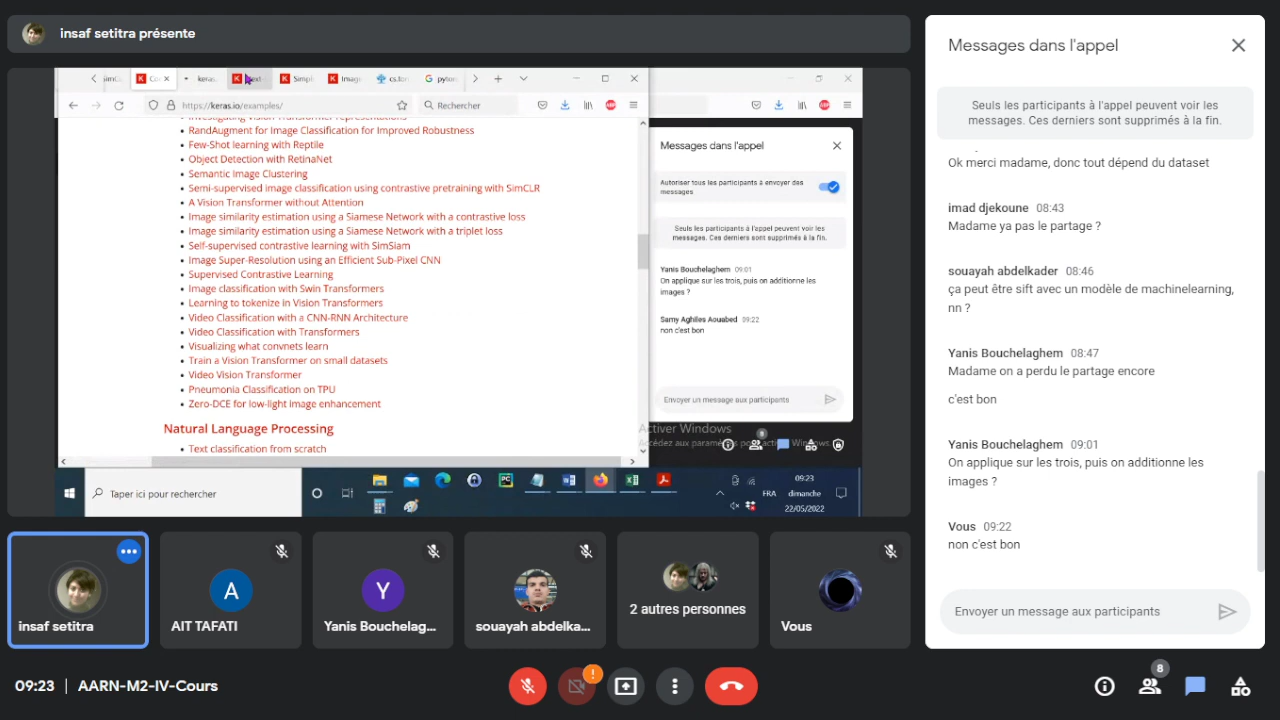 insaf setitra présente
simCL
Co
keras.
Text-
Simpl
Image
cs.tor
pyton
https://keras.io/examples/
Rechercher
Investigating Vision Transformer representations
RandAugment for Image Classification for Improved Robustness
Few-Shot learning with Reptile
Object Detection with RetinaNet
Semantic Image Clustering
Semi-supervised image classification using contrastive pretraining with SimCLR
A Vision Transformer without Attention
Image similarity estimation using a Siamese Network with a contrastive loss
Image similarity estimation using a Siamese Network with a triplet loss
Self-supervised contrastive learning with SimSiam
Image Super-Resolution using an Efficient Sub-Pixel CNN
Supervised Contrastive Learning
Image classification with Swin Transformers
Learning to tokenize in Vision Transformers
Video Classification with a CNN-RNN Architecture
Video Classification with Transformers
Visualizing what convnets learn
Train a Vision Transformer on small datasets
Video Vision Transformer
Pneumonia Classification on TPU
Zero-DCE for low-light image enhancement
Natural Language Processing
Text classification from scratch
Messages dans l'appel
Autoriser tous les participants à envoyer des
messages
Seuls les participants à l'appel peuvent voir les
messages. Ces derniers sont supprimés à la fin.
Yanis Bouchelaghem 09:01
On applique sur les trois, puis on additionne les
images ?
Samy Aghiles Aouabed 09:22
non c'est bon
Envoyer un message aux participants
Activer Windows
9
Taper ici pour rechercher
FRA
09:23
dimanche
22/05/2022
insaf setitra
AIT TAFATI
A
Yanis Bouchelag...
Y
souayah abdelka...
2 autres personnes
Vous
09:23 | AARN-M2-IV-Cours
8
Messages dans l'appel
Seuls les participants à l'appel peuvent voir les
messages. Ces derniers sont supprimés à la fin.
Ok merci madame, donc tout dépend du dataset
imad djekoune 08:43
Madame ya pas le partage ?
souayah abdelkader 08:46
ça peut être sift avec un modèle de machinelearning,
nn ?
Yanis Bouchelaghem 08:47
Madame on a perdu le partage encore
c'est bon
Yanis Bouchelaghem 09:01
On applique sur les trois, puis on additionne les
images ?
Vous 09:22
non c'est bon
Envoyer un message aux participants